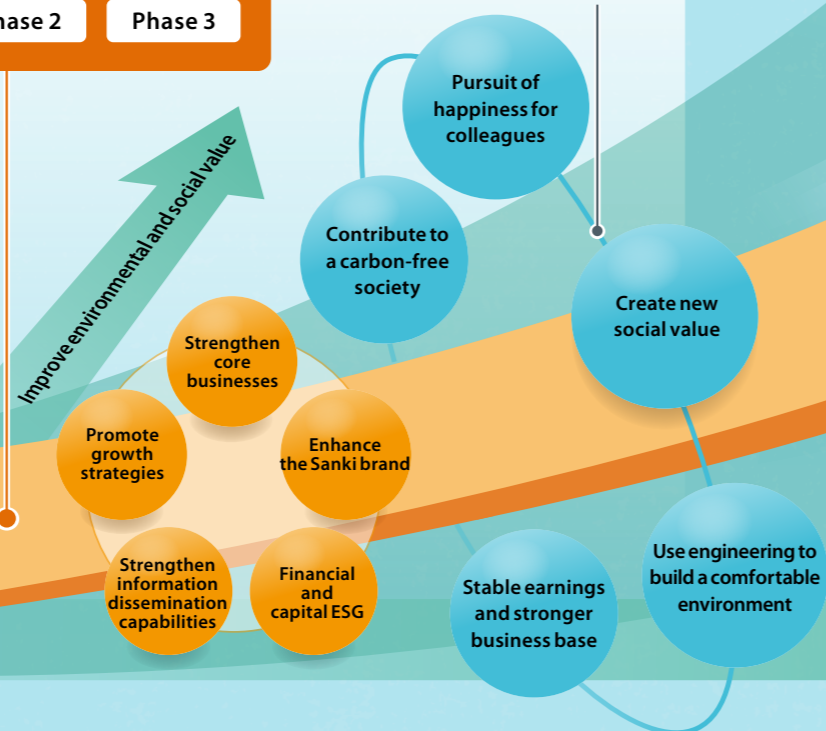 Phase 3
Improve environmental and social value
Pursuit of
happiness for
colleagues
Contribute to
a carbon-free
society
Create new
social value
Strengthen
core
businesses
Promote
growth
strategies
Enhance
the Sanki brand
Strengthen
information
dissemination
capabilities
Financial
and
capital ESG
Stable earnings
and stronger
business base
Use engineering to
build a comfortable
environment